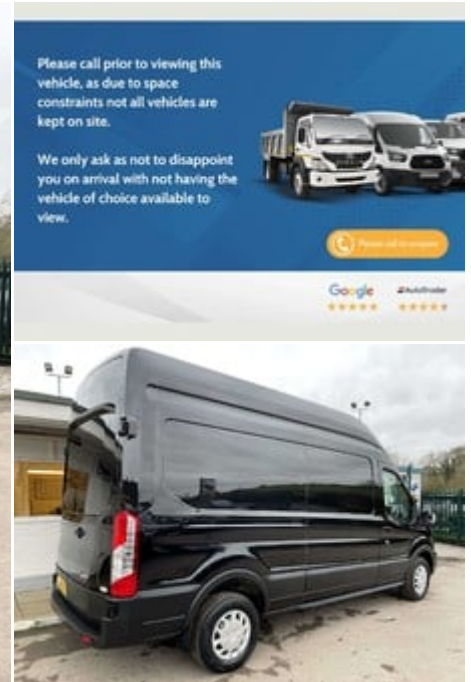 Please call prior to viewing this
vehicle, as due to space
constraints not all vehicles are
kept on site.
We only ask as not to disappoint
you on arrival with not having the
vehicle of choice available to
view.
Please call to enquire
Google
AutoTrader